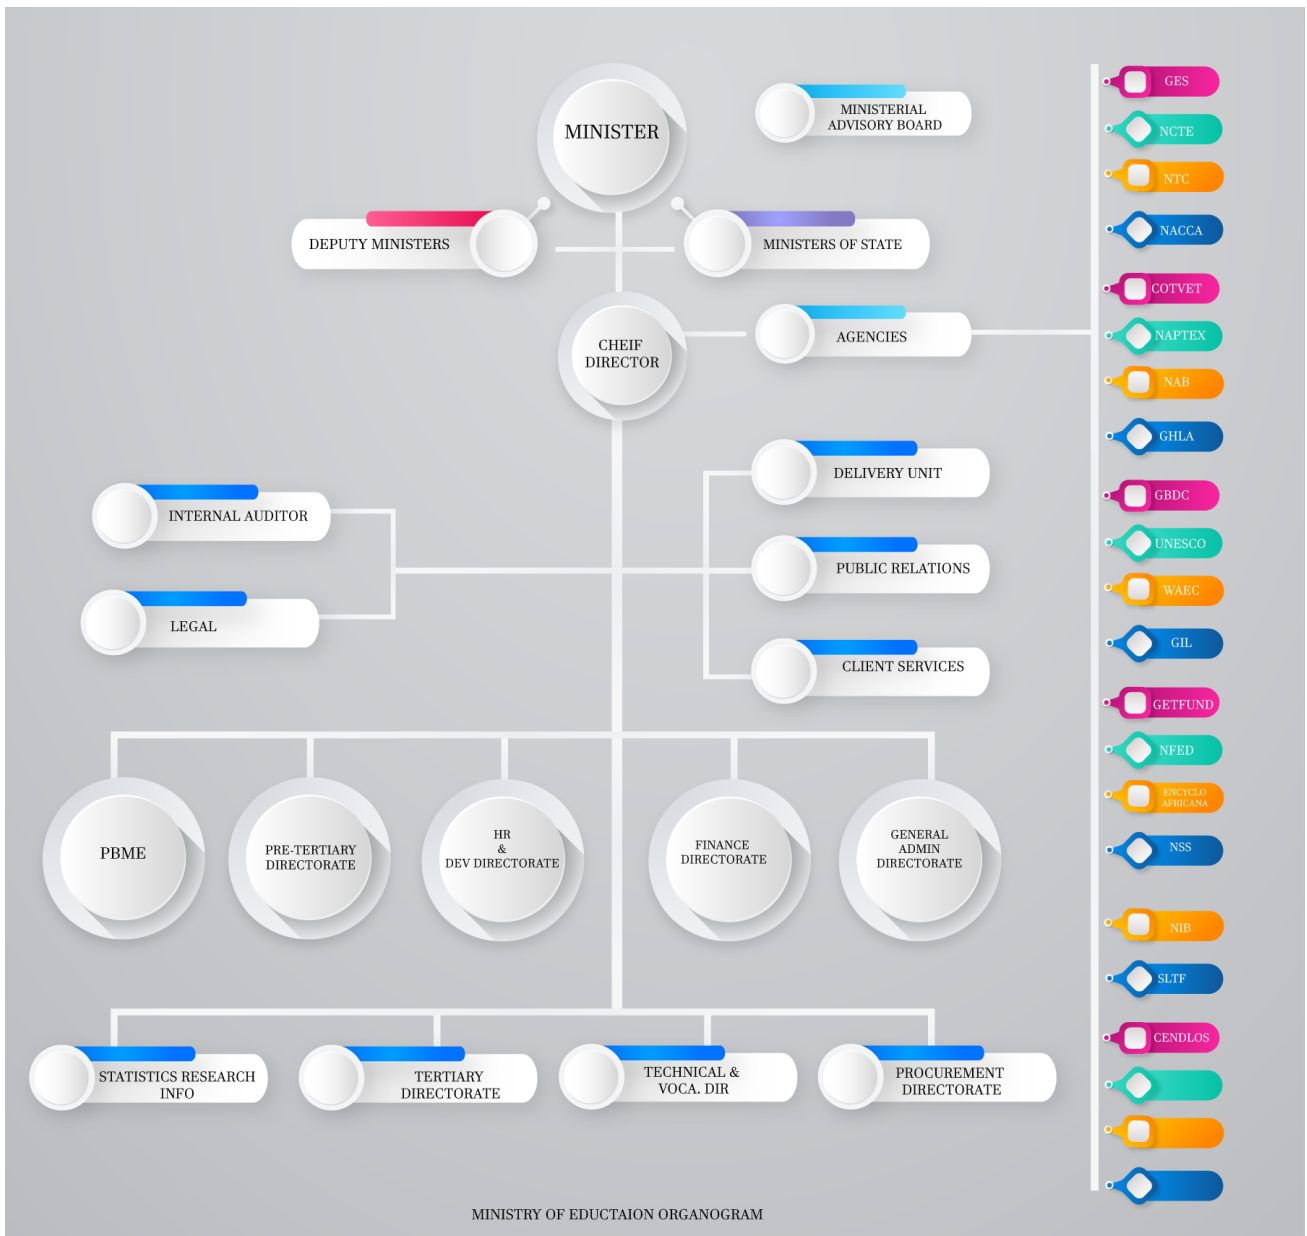 MINISTER
MINISTERIAL
ADVISORY BOARD
DEPUTY MINISTERS
MINISTERS OF STATE
CHEIF
DIRECTOR
AGENCIES
DELIVERY UNIT
INTERNAL AUDITOR
PUBLIC RELATIONS
LEGAL
CLIENT SERVICES
PBME
PRE-TERTIARY
DIRECTORATE
HR
&
DEV DIRECTORATE
FINANCE
DIRECTORATE
GENERAL
ADMIN
DIRECTORATE
STATISTICS RESEARCH
INFO
TERTIARY
DIRECTORATE
TECHNICAL &
VOCA. DIR
PROCUREMENT
DIRECTORATE
GES
NCTE
NTC
NACCA
COTVET
NAPTEX
NAB
GHLA
GBDC
UNESCO
WAEC
GIL
GETFUND
NFED
ENCYCLO
AFRICANA
NSS
NIB
SLTF
CENDLOS
MINISTRY OF EDUCTAION ORGANOGRAM